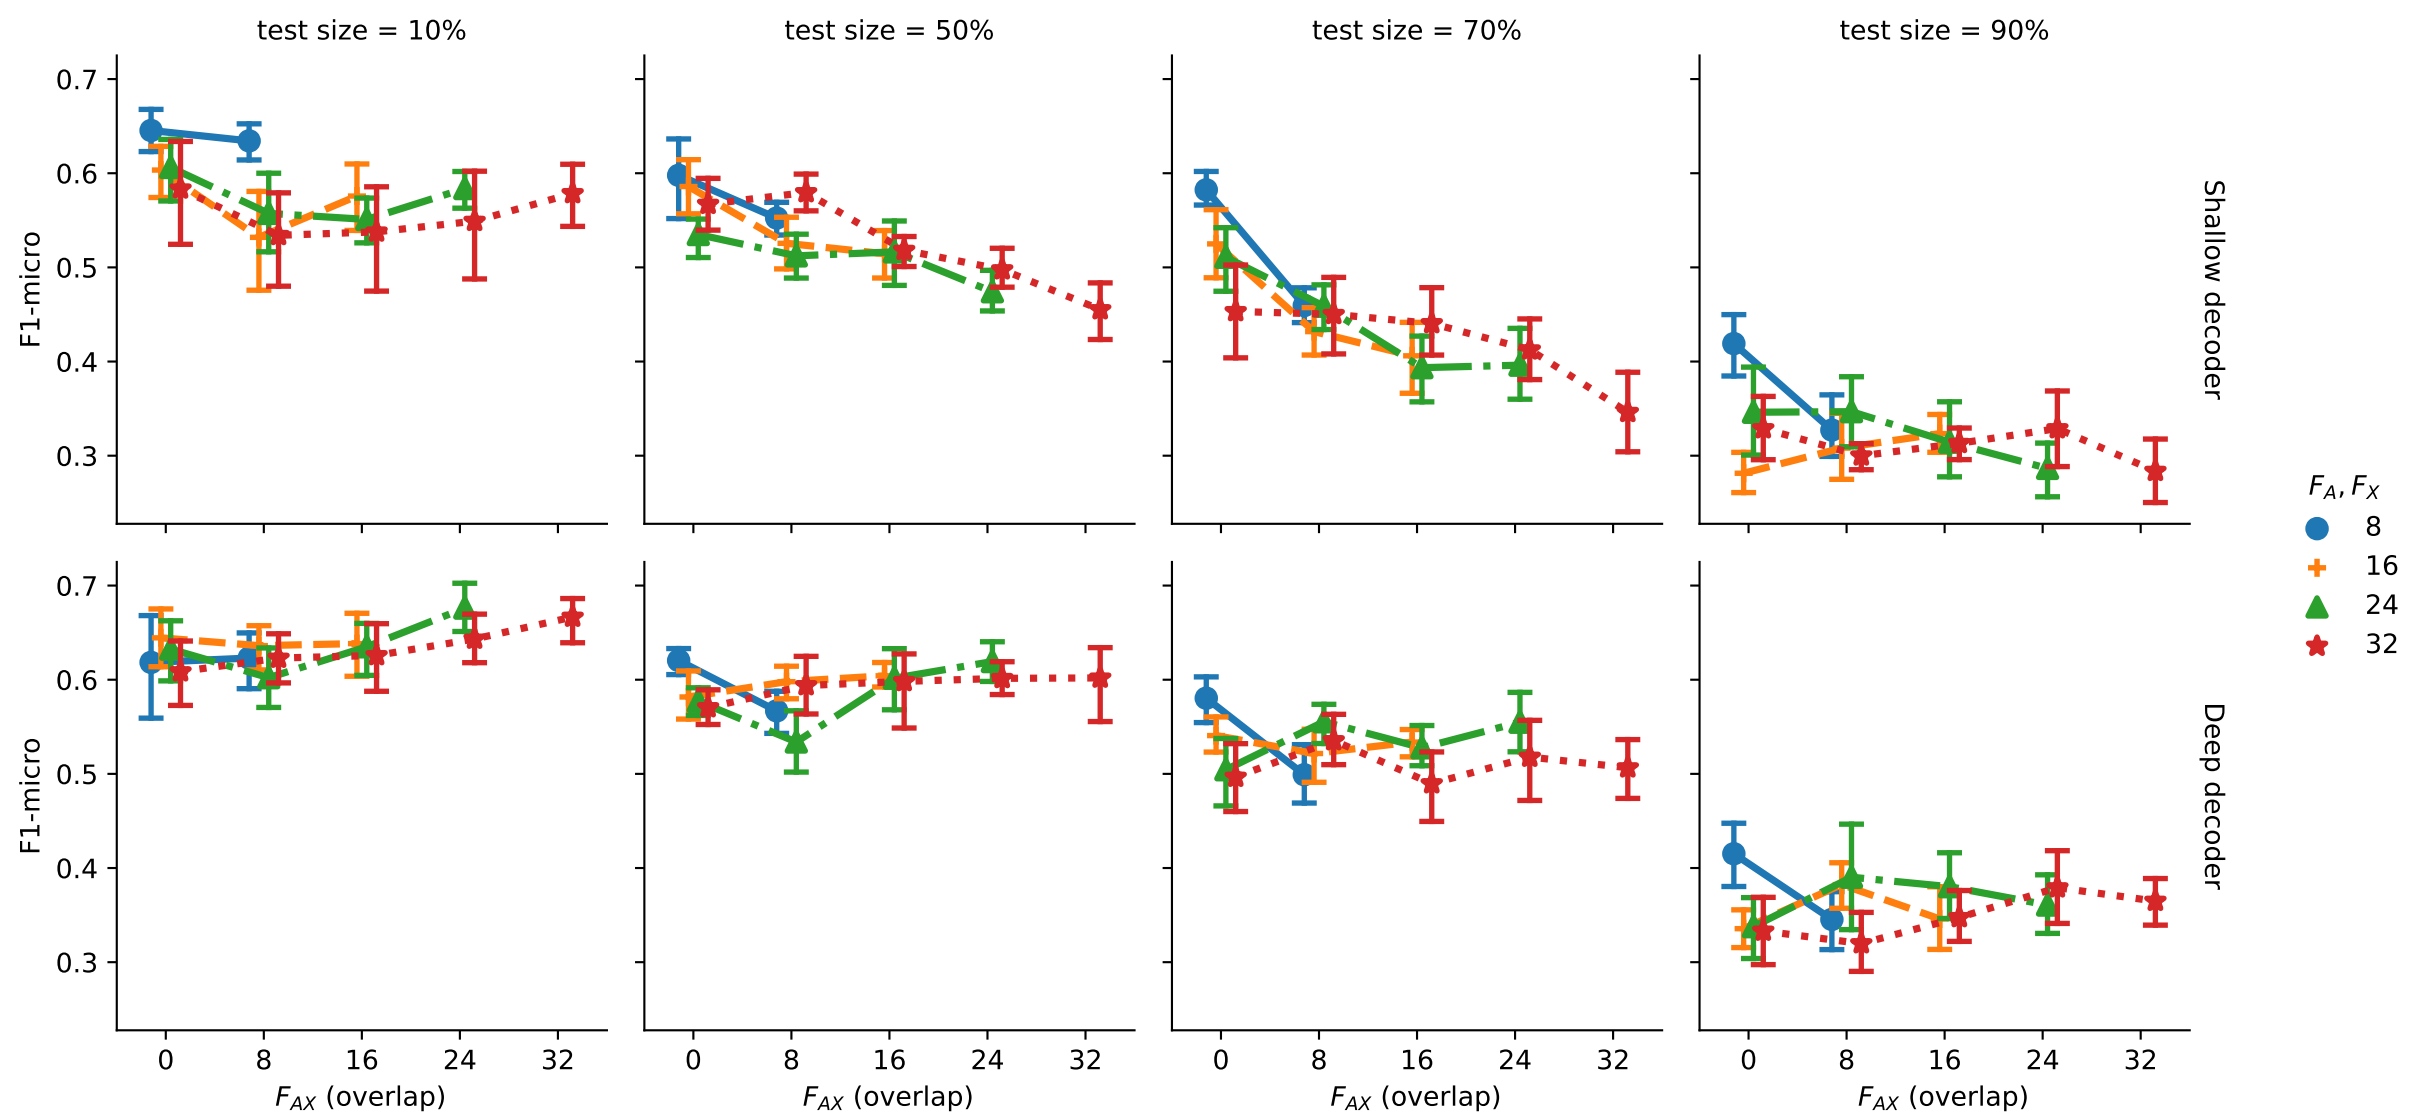 test size = 10%
test size = 50%
test size = 70%
test size = 90%
0.7
0.6
0.5
0.4
0.3
F1-micro
Shallow decoder
F_A, F_X
8
16
24
32
0.7
0.6
0.5
0.4
0.3
F1-micro
Deep decoder
0 8 16 24 32
0 8 16 24 32
0 8 16 24 32
0 8 16 24 32
F_AX (overlap)
F_AX (overlap)
F_AX (overlap)
F_AX (overlap)